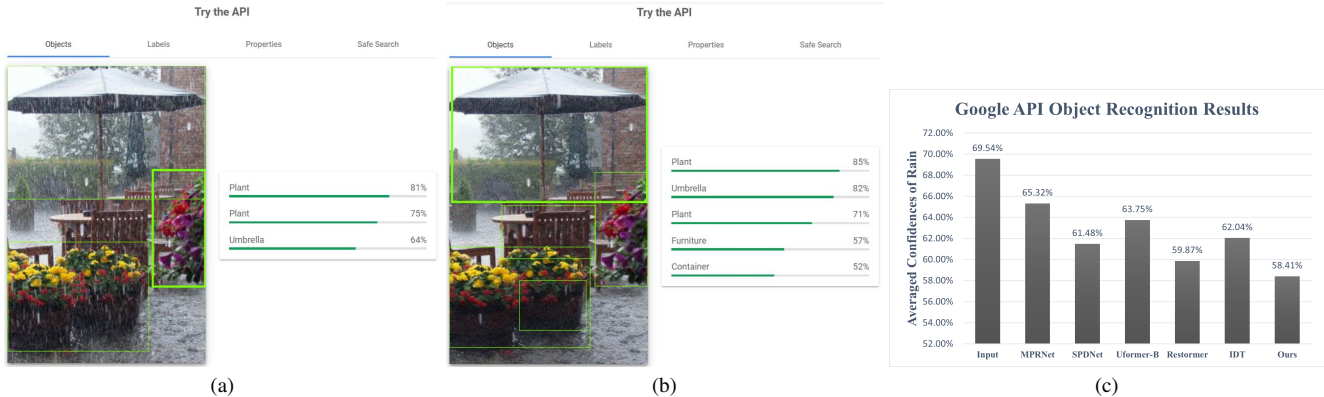 Try the API
Objects Labels Properties Safe Search
Plant 81%
Plant 75%
Umbrella 64%
(a)
Try the API
Objects Labels Properties Safe Search
Plant 85%
Umbrella 82%
Plant 71%
Furniture 57%
Container 52%
(b)
Google API Object Recognition Results
Averaged Confidences of Rain
72.00%
70.00%
68.00%
66.00%
64.00%
62.00%
60.00%
58.00%
56.00%
54.00%
52.00%
69.54%
65.32%
61.48%
63.75%
59.87%
62.04%
58.41%
Input MPRNet SPDNet Uformer-B Restormer IDT Ours
(c)